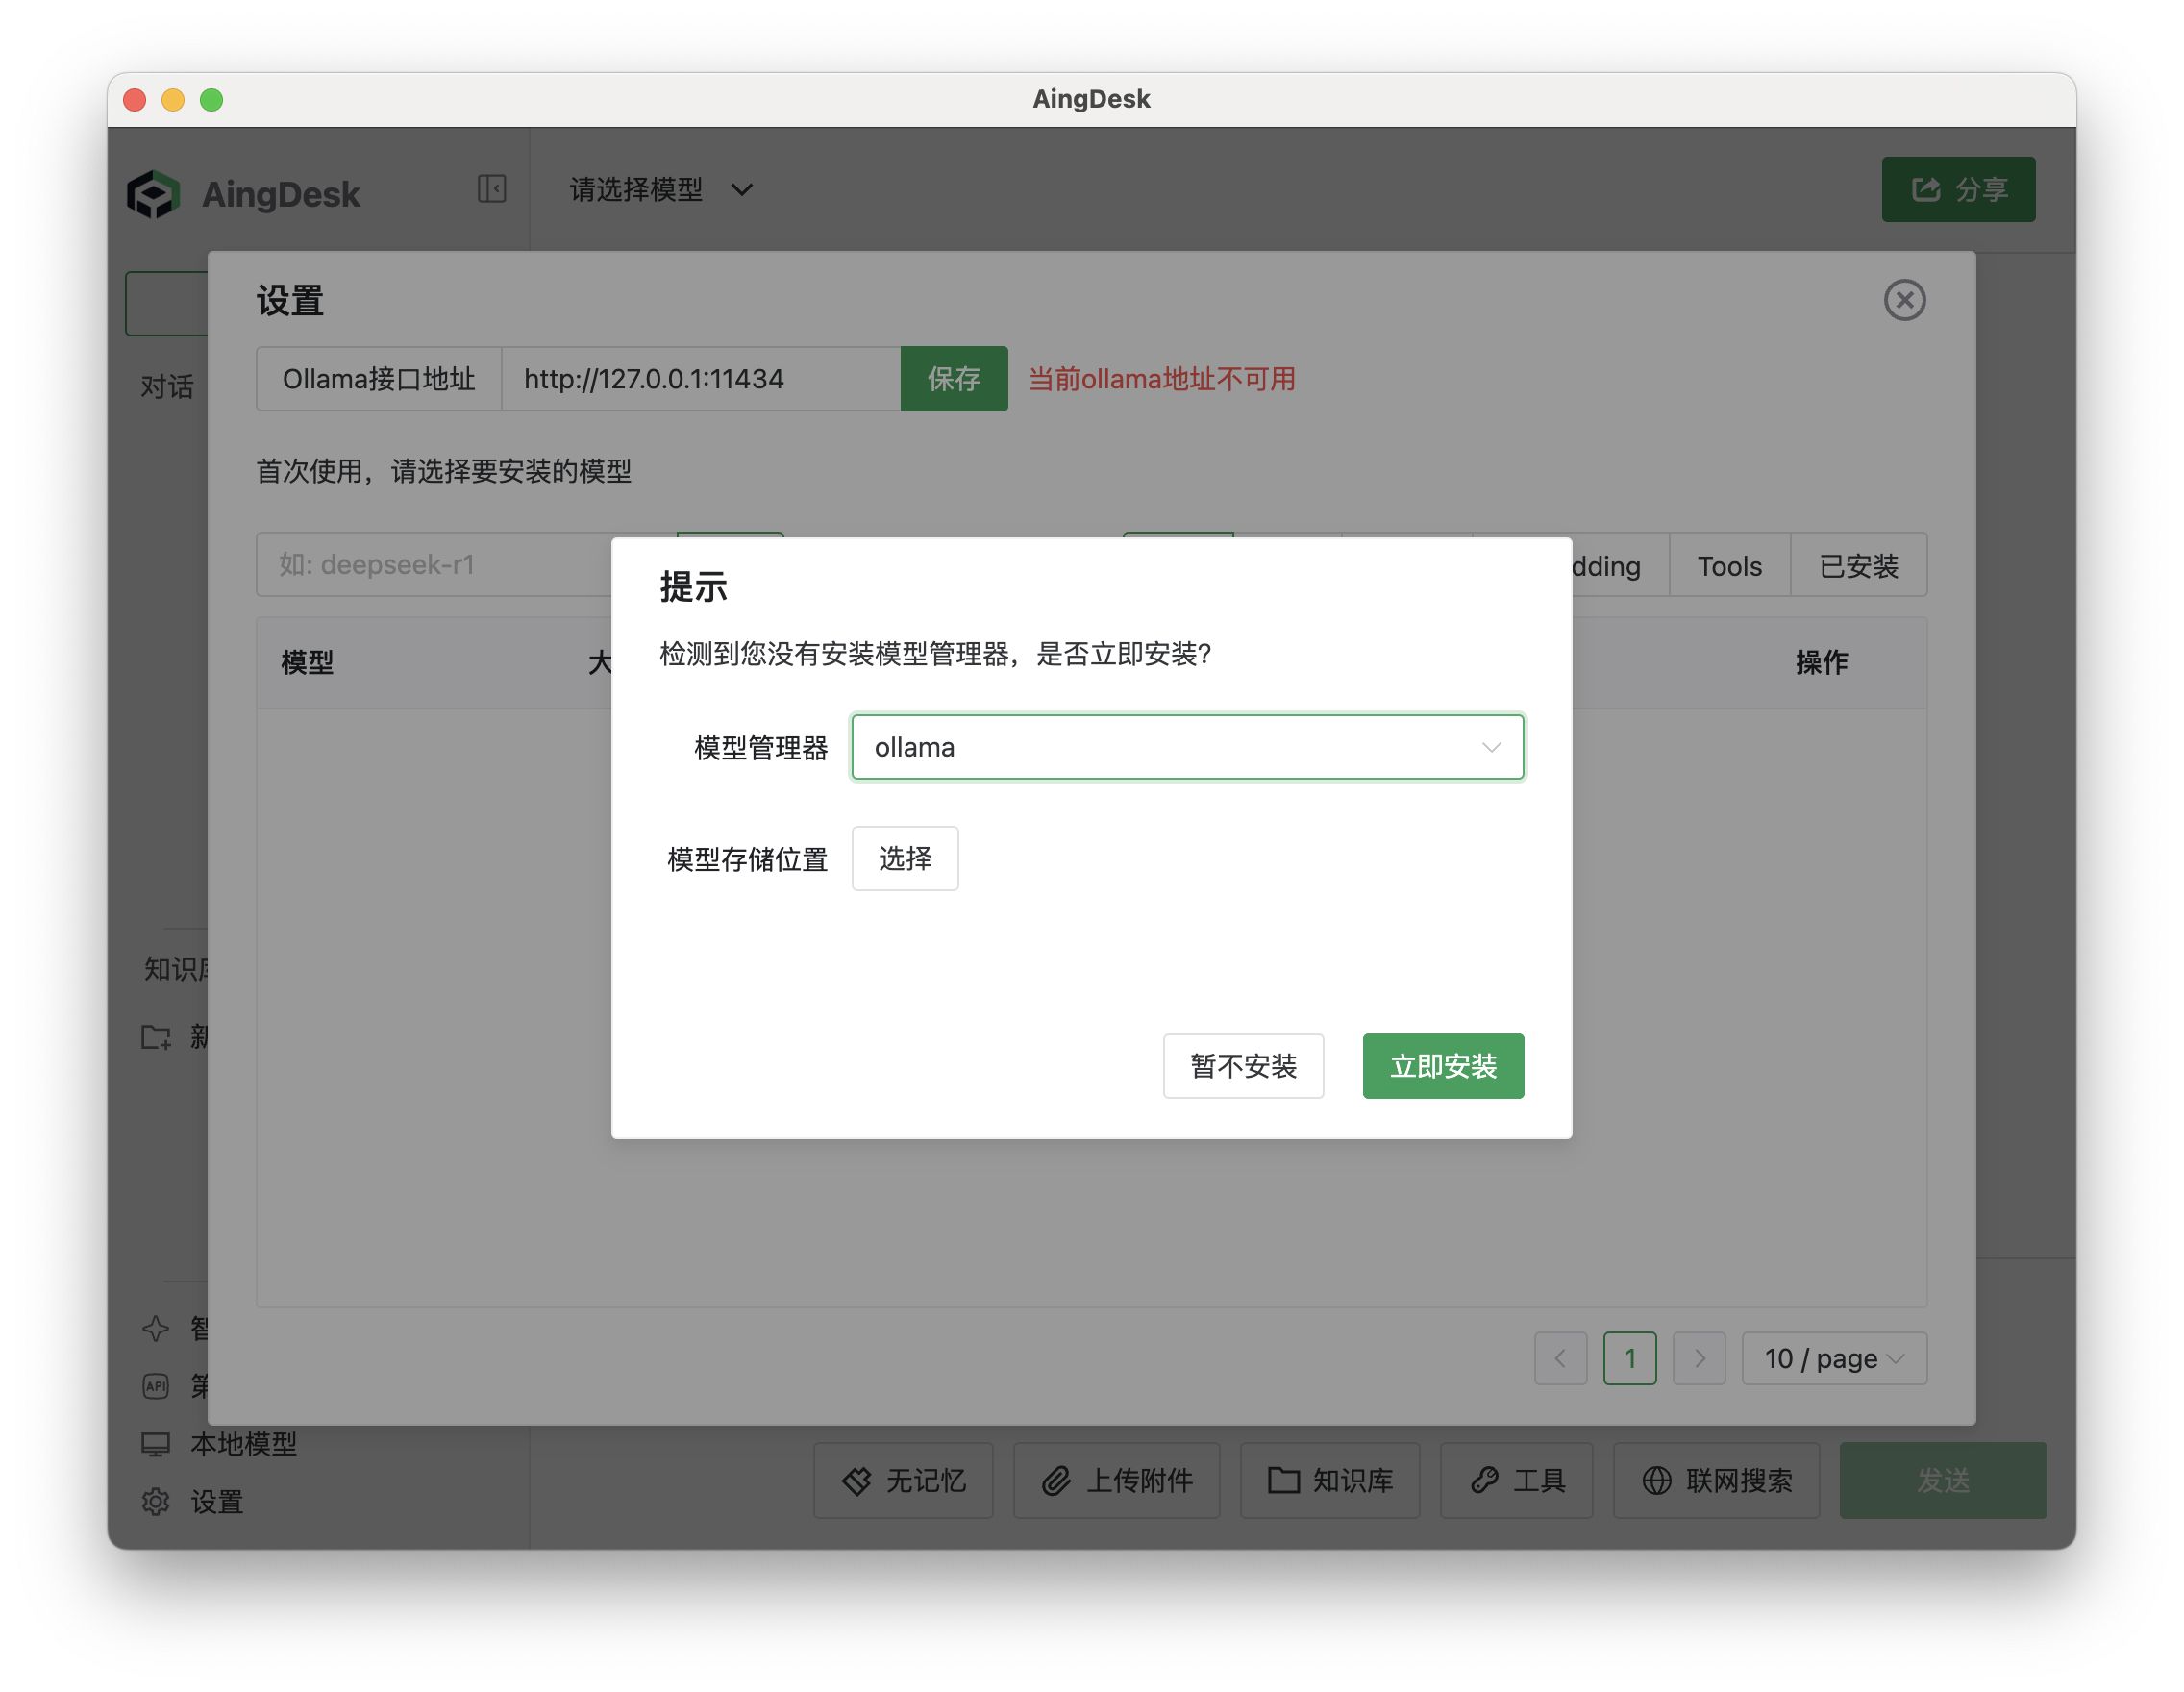 AingDesk
AingDesk
请选择模型
分享
设置
Ollama接口地址
http://127.0.0.1:11434
保存
当前ollama地址不可用
对话
首次使用，请选择要安装的模型
如: deepseek-r1
dding
Tools
已安装
模型
大
操作
提示
检测到您没有安装模型管理器，是否立即安装?
模型管理器
ollama
模型存储位置
选择
暂不安装
立即安装
知识库
新
智
API
第
本地模型
设置
1
10 / page
无记忆
上传附件
知识库
工具
联网搜索
发送